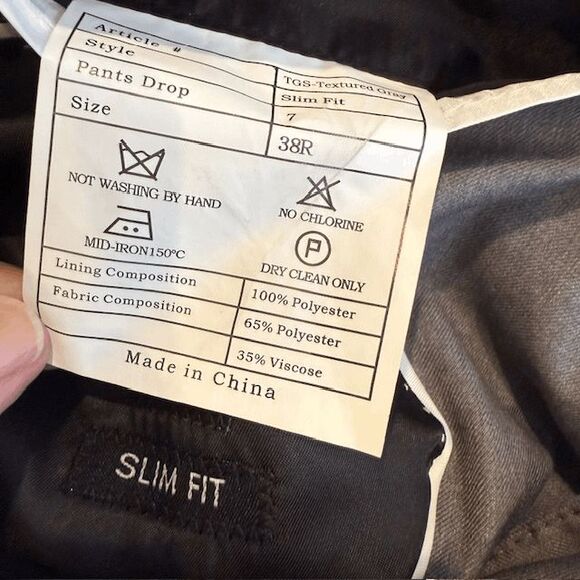 Article # TGS-Textured Gray
Style Slim Fit
Pants Drop 7
Size 38R
NOT WASHING BY HAND
NO CHLORINE
MID-IRON150°C
P
DRY CLEAN ONLY
Lining Composition 100% Polyester
Fabric Composition 65% Polyester
35% Viscose
Made in China
SLIM FIT